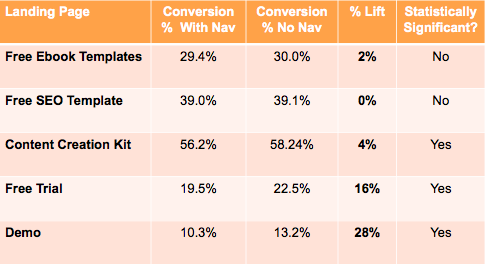 Landing Page Conversion % With Nav Conversion % No Nav % Lift Statistically Significant?
Free Ebook Templates 29.4% 30.0% 2% No
Free SEO Template 39.0% 39.1% 0% No
Content Creation Kit 56.2% 58.24% 4% Yes
Free Trial 19.5% 22.5% 16% Yes
Demo 10.3% 13.2% 28% Yes